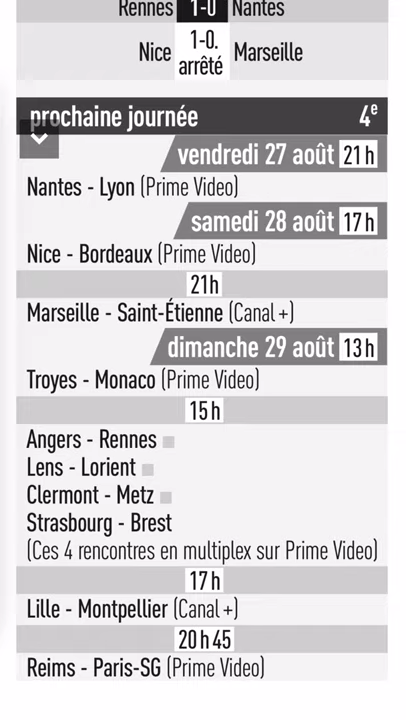 Rennes 1-0 Nantes
Nice 1-0. arrêté Marseille
prochaine journée 4e
vendredi 27 août 21 h
Nantes - Lyon (Prime Video)
samedi 28 août 17 h
Nice - Bordeaux (Prime Video)
21h
Marseille - Saint-Étienne (Canal +)
dimanche 29 août 13 h
Troyes - Monaco (Prime Video)
15 h
Angers - Rennes
Lens - Lorient
Clermont - Metz
Strasbourg - Brest
(Ces 4 rencontres en multiplex sur Prime Video)
17 h
Lille - Montpellier (Canal +)
20 h 45
Reims - Paris-SG (Prime Video)